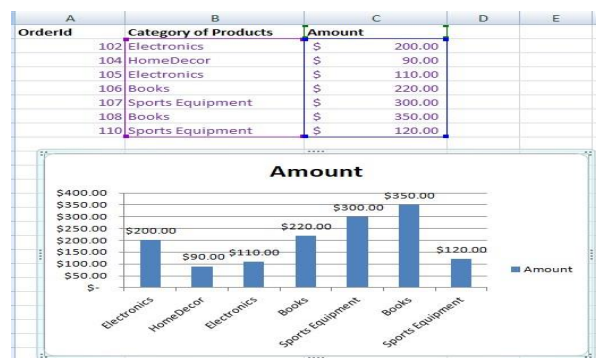 A B C D E
OrderId Category of Products Amount
102 Electronics $ 200.00
104 HomeDecor $ 90.00
105 Electronics $ 110.00
106 Books $ 220.00
107 Sports Equipment $ 300.00
108 Books $ 350.00
110 Sports Equipment $ 120.00
Amount
$400.00
$350.00
$300.00
$250.00
$200.00
$150.00
$100.00
$50.00
$-
$200.00 $90.00 $110.00 $220.00 $300.00 $350.00 $120.00
Electronics HomeDecor Electronics Books Sports Equipment Books Sports Equipment
Amount